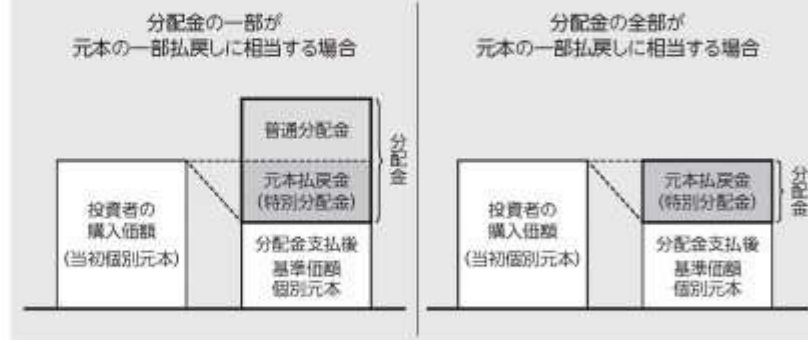 分配金の一部が
元本の一部払戻しに相当する場合
普通分配金
元本払戻金
(特別分配金)
分配金
投資者の
購入価額
(当初個別元本)
分配金支払後
基準価額
個別元本
分配金の全部が
元本の一部払戻しに相当する場合
元本払戻金
(特別分配金)
分配金
投資者の
購入価額
(当初個別元本)
分配金支払後
基準価額
個別元本